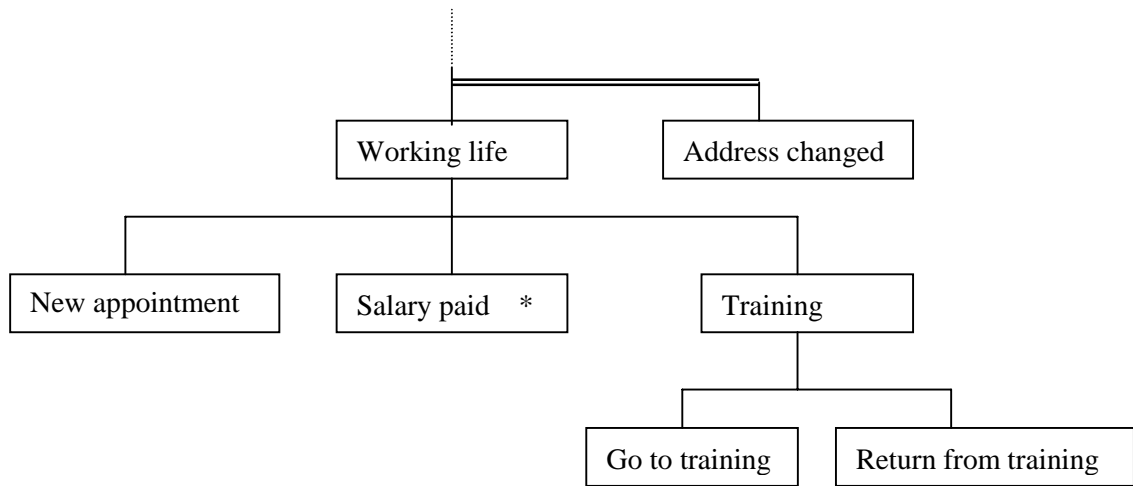 Working life
Address changed
New appointment
Salary paid *
Training
Go to training
Return from training